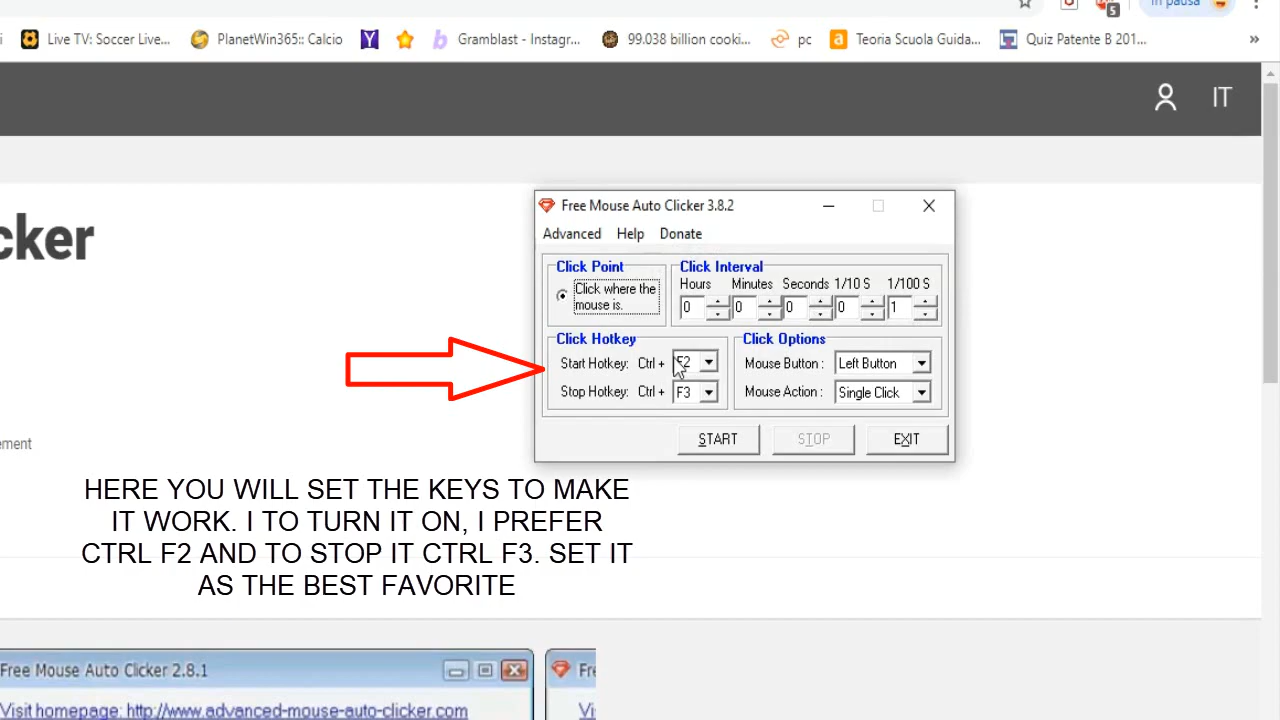 In pausa
5
Live TV: Soccer Live...
PlanetWin365:: Calcio
Gramblast - Instagr...
99.038 billion cooki...
pc
Teoria Scuola Guida...
Quiz Patente B 201...
»
IT
cker
Free Mouse Auto Clicker 3.8.2
Advanced Help Donate
Click Point
Click where the
mouse is.
Click Interval
Hours Minutes Seconds 1/10 S 1/100 S
0 0 0 0 1
Click Hotkey
Start Hotkey: Ctrl + F2
Stop Hotkey: Ctrl + F3
Click Options
Mouse Button : Left Button
Mouse Action : Single Click
START STOP EXIT
ement
HERE YOU WILL SET THE KEYS TO MAKE
IT WORK. I TO TURN IT ON, I PREFER
CTRL F2 AND TO STOP IT CTRL F3. SET IT
AS THE BEST FAVORITE
Free Mouse Auto Clicker 2.8.1
Visit homepage: http://www.advanced-mouse-auto-clicker.com